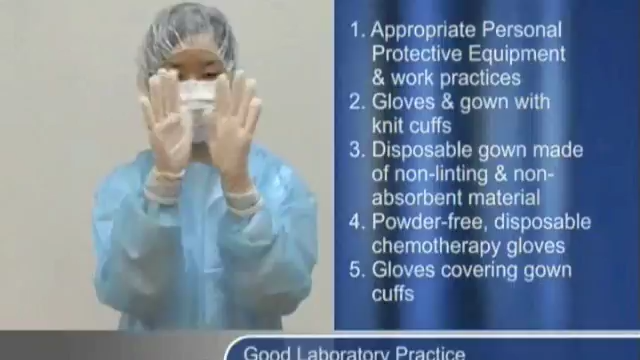 1. Appropriate Personal
Protective Equipment
& work practices
2. Gloves & gown with
knit cuffs
3. Disposable gown made
of non-linting & non-
absorbent material
4. Powder-free, disposable
chemotherapy gloves
5. Gloves covering gown
cuffs
Good Laboratory Practice